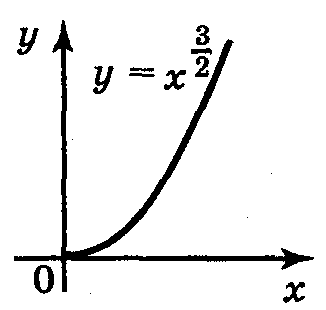 y
y = x^{3/2}
0
x